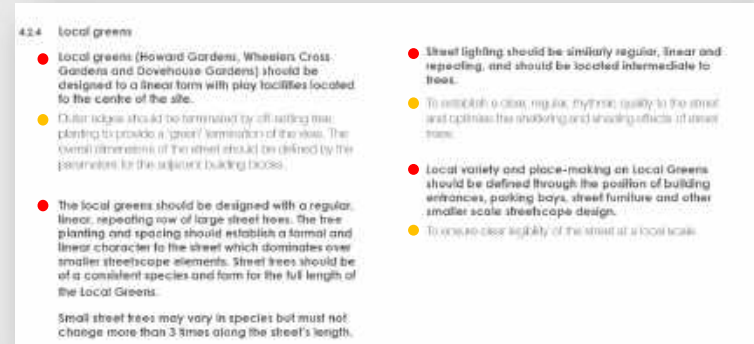 4.2.4 Local greens
Local greens (Howard Gardens, Wheelers Cross
Gardens and Dovehouse Gardens) should be
designed to a linear form with play facilities located
to the centre of the site.
Outer edges should be terminated by off-setting tree
planting to provide a 'green' termination of the view. The
overall dimensions of the street should be defined by the
parameters for the adjacent building blocks.
The local greens should be designed with a regular,
linear, repeating row of large street trees. The tree
planting and spacing should establish a formal and
linear character to the street which dominates over
smaller streetscape elements. Street trees should be
of a consistent species and form for the full length of
the Local Greens.
Small street trees may vary in species but must not
change more than 3 times along the street's length.
Street lighting should be similarly regular, linear and
repeating, and should be located intermediate to
trees.
To establish a clear, regular, rhythmic quality to the street
and optimise the sheltering and shading effects of street
trees.
Local variety and place-making on Local Greens
should be defined through the position of building
entrances, parking bays, street furniture and other
smaller scale streetscape design.
To ensure clear legibility of the street at a local scale.